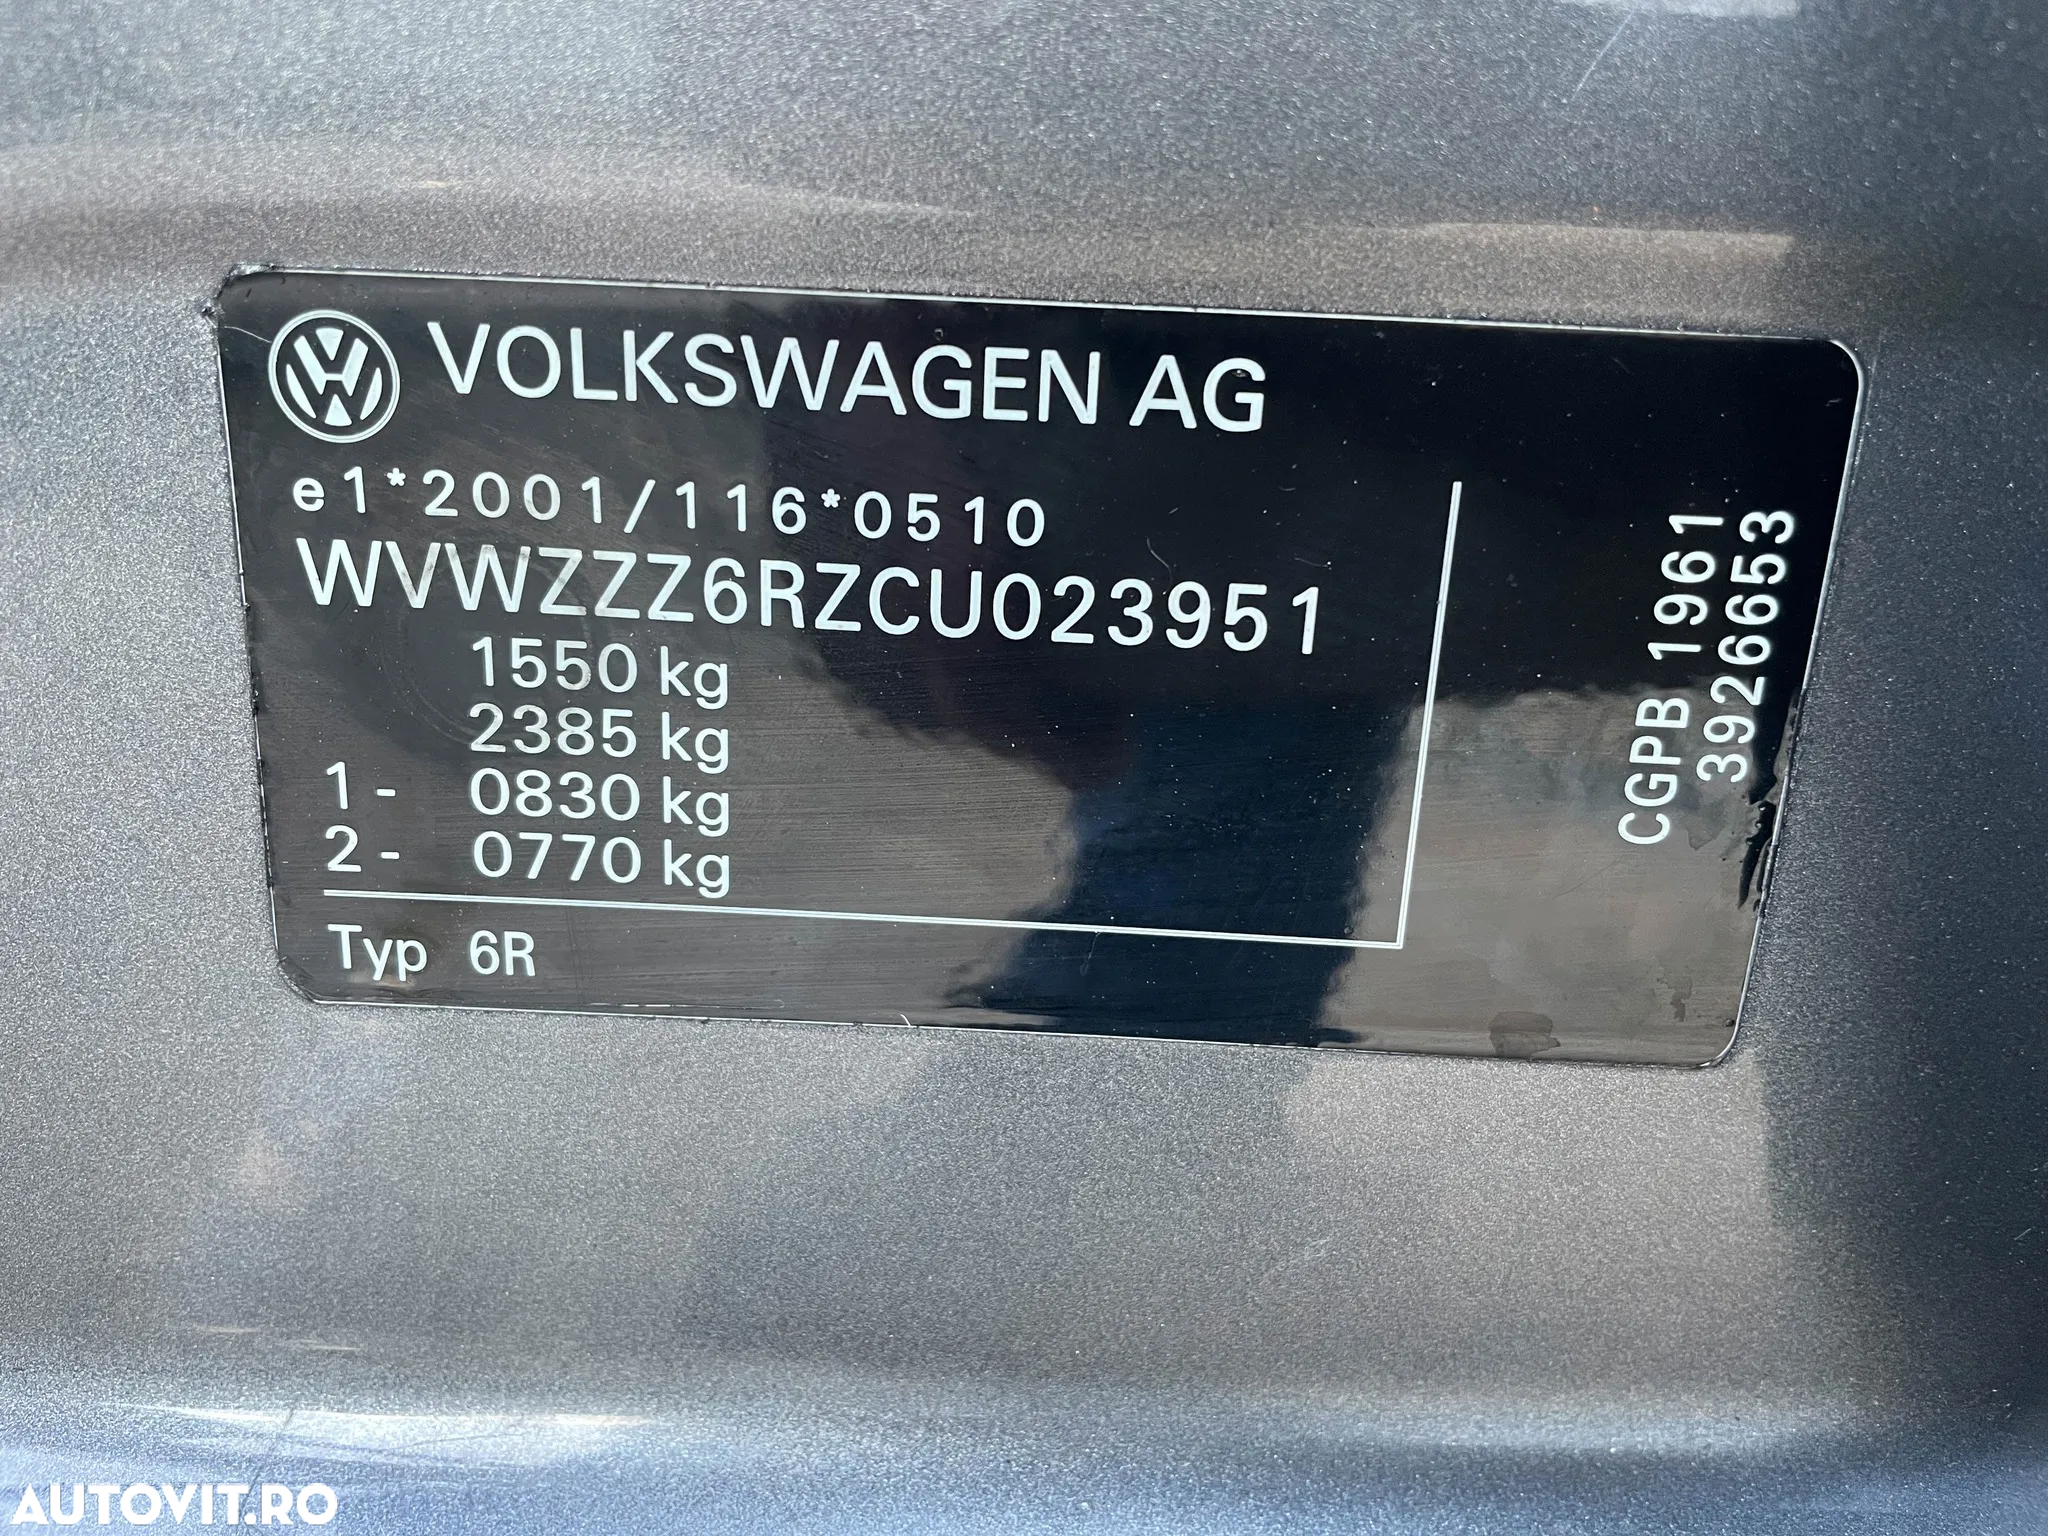 VOLKSWAGEN AG
e1*2001/116*0510
WVWZZZ6RZCU023951
1550 kg
2385 kg
1- 0830 kg
2- 0770 kg
Typ 6R
CGPB 1961
3926653
AUTOVIT.RO